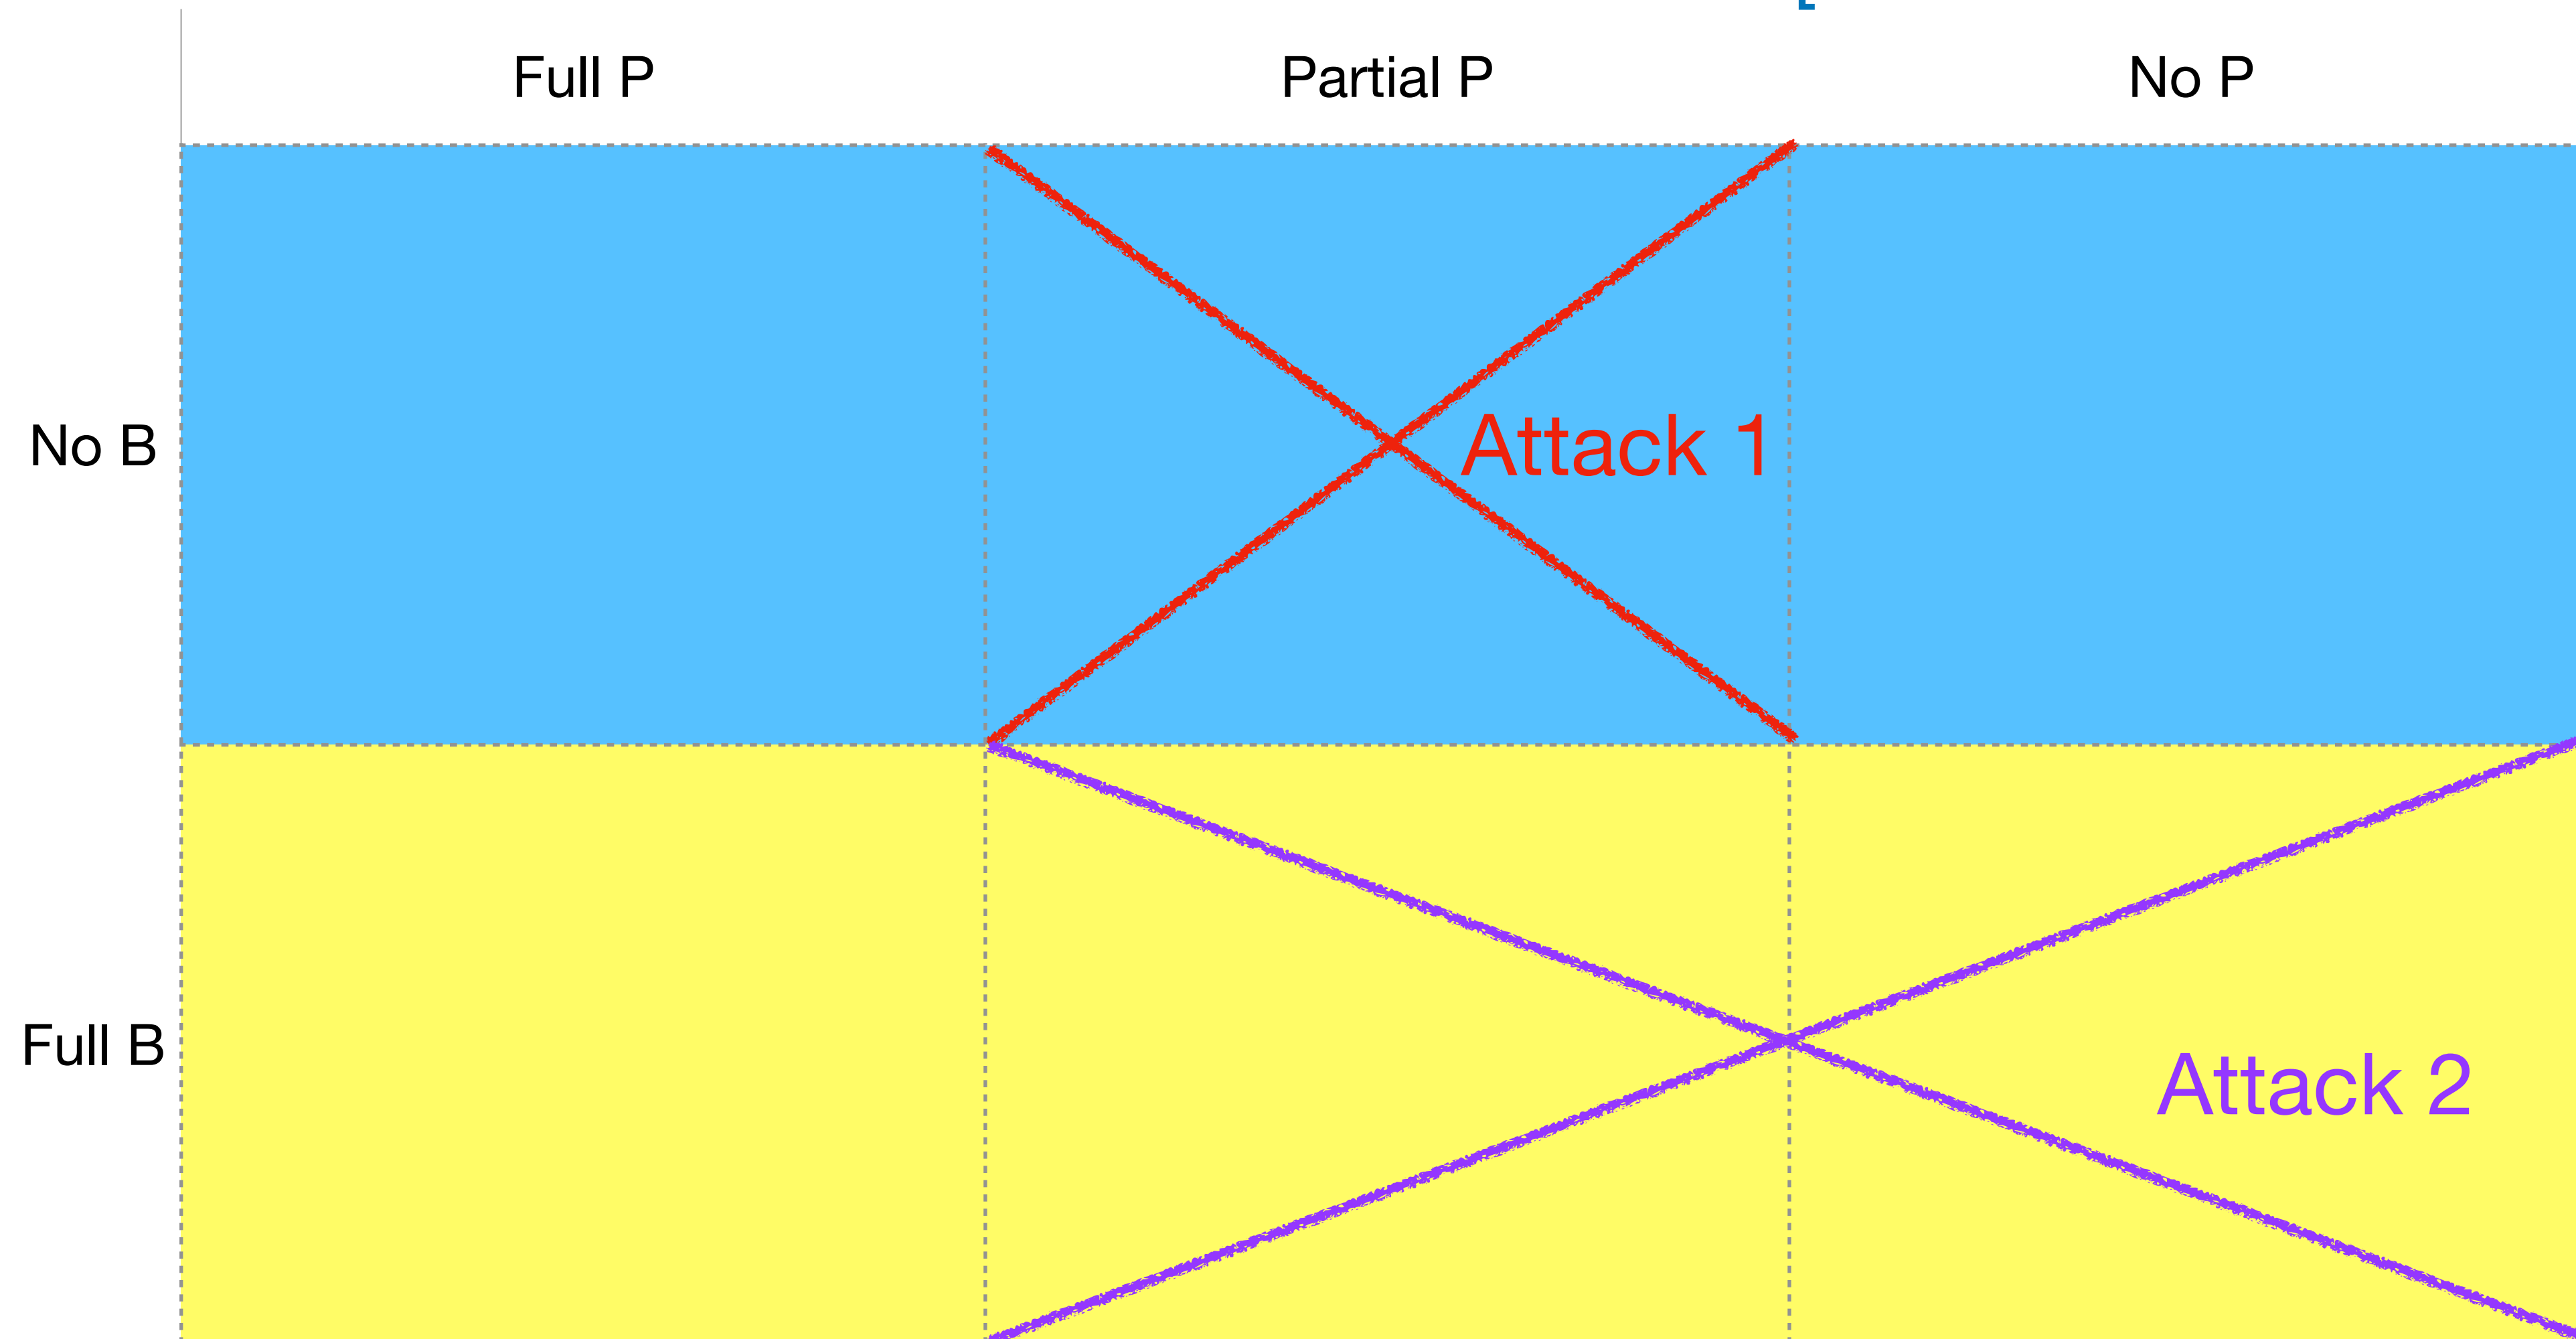 Full P
Partial P
No P
No B
Attack 1
Full B
Attack 2